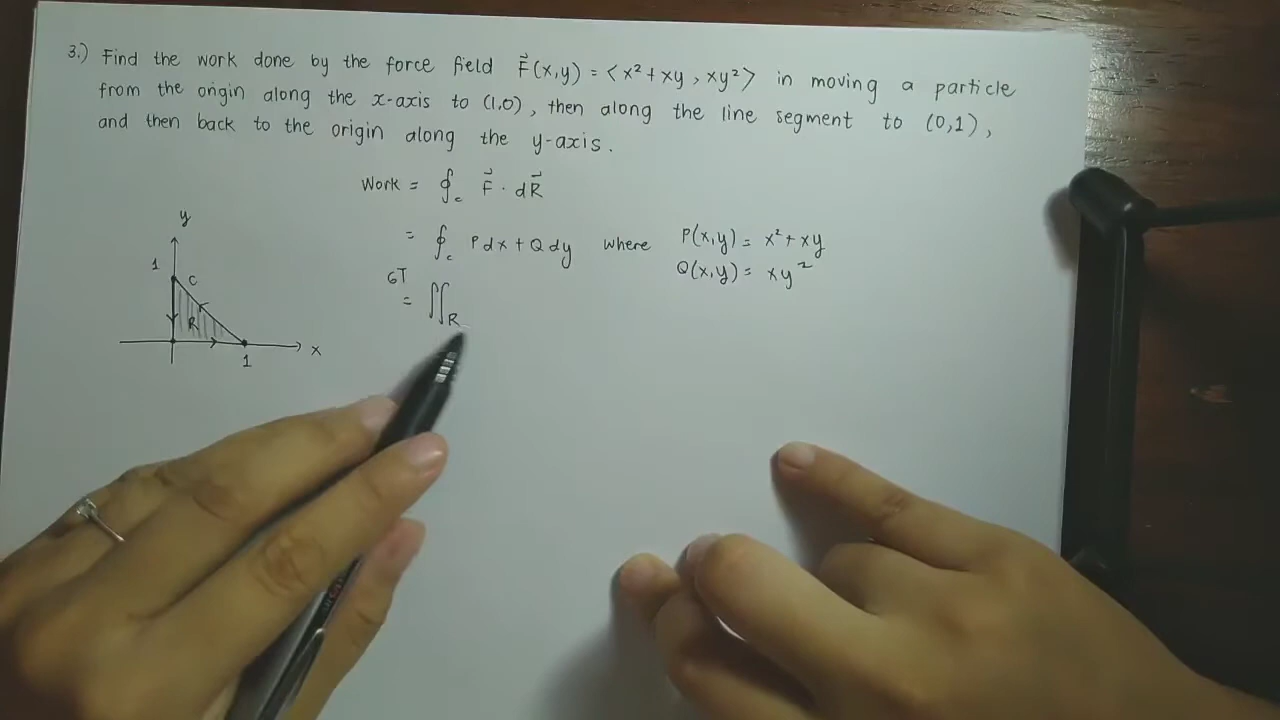 3.) Find the work done by the force field F⃗(x,y) = ⟨x² + xy, xy²⟩ in moving a particle
from the origin along the x-axis to (1,0), then along the line segment to (0,1),
and then back to the origin along the y-axis.
Work = ∮c F⃗ · dR⃗
= ∮c Pdx + Qdy where P(x,y) = x² + xy
Q(x,y) = xy²
GT
= ∬R
y
1
C
R
1
x